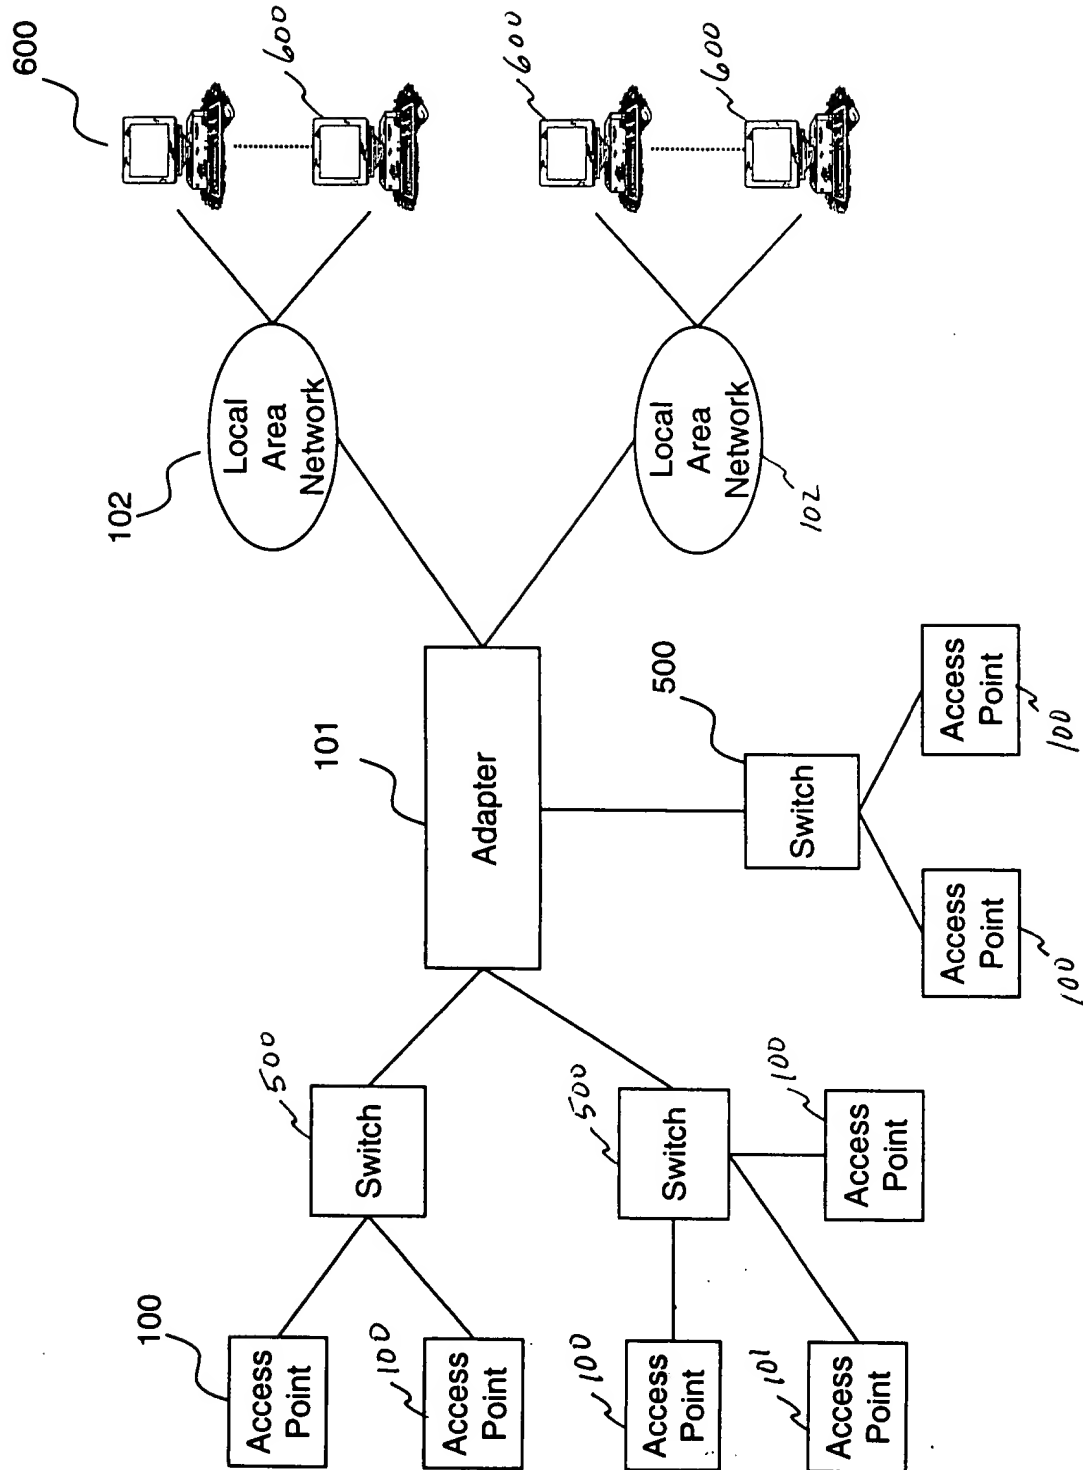 600
102
100
600
500
Local
Area
Network
Access
Point
101
Switch
100
Access
Point
Adapter
600
100
500
500
600
Access
Point
Switch
Local
Area
Network
101
100
Switch
102
Access
Point
Access
Point
Access
Point
Access
Point
100
100